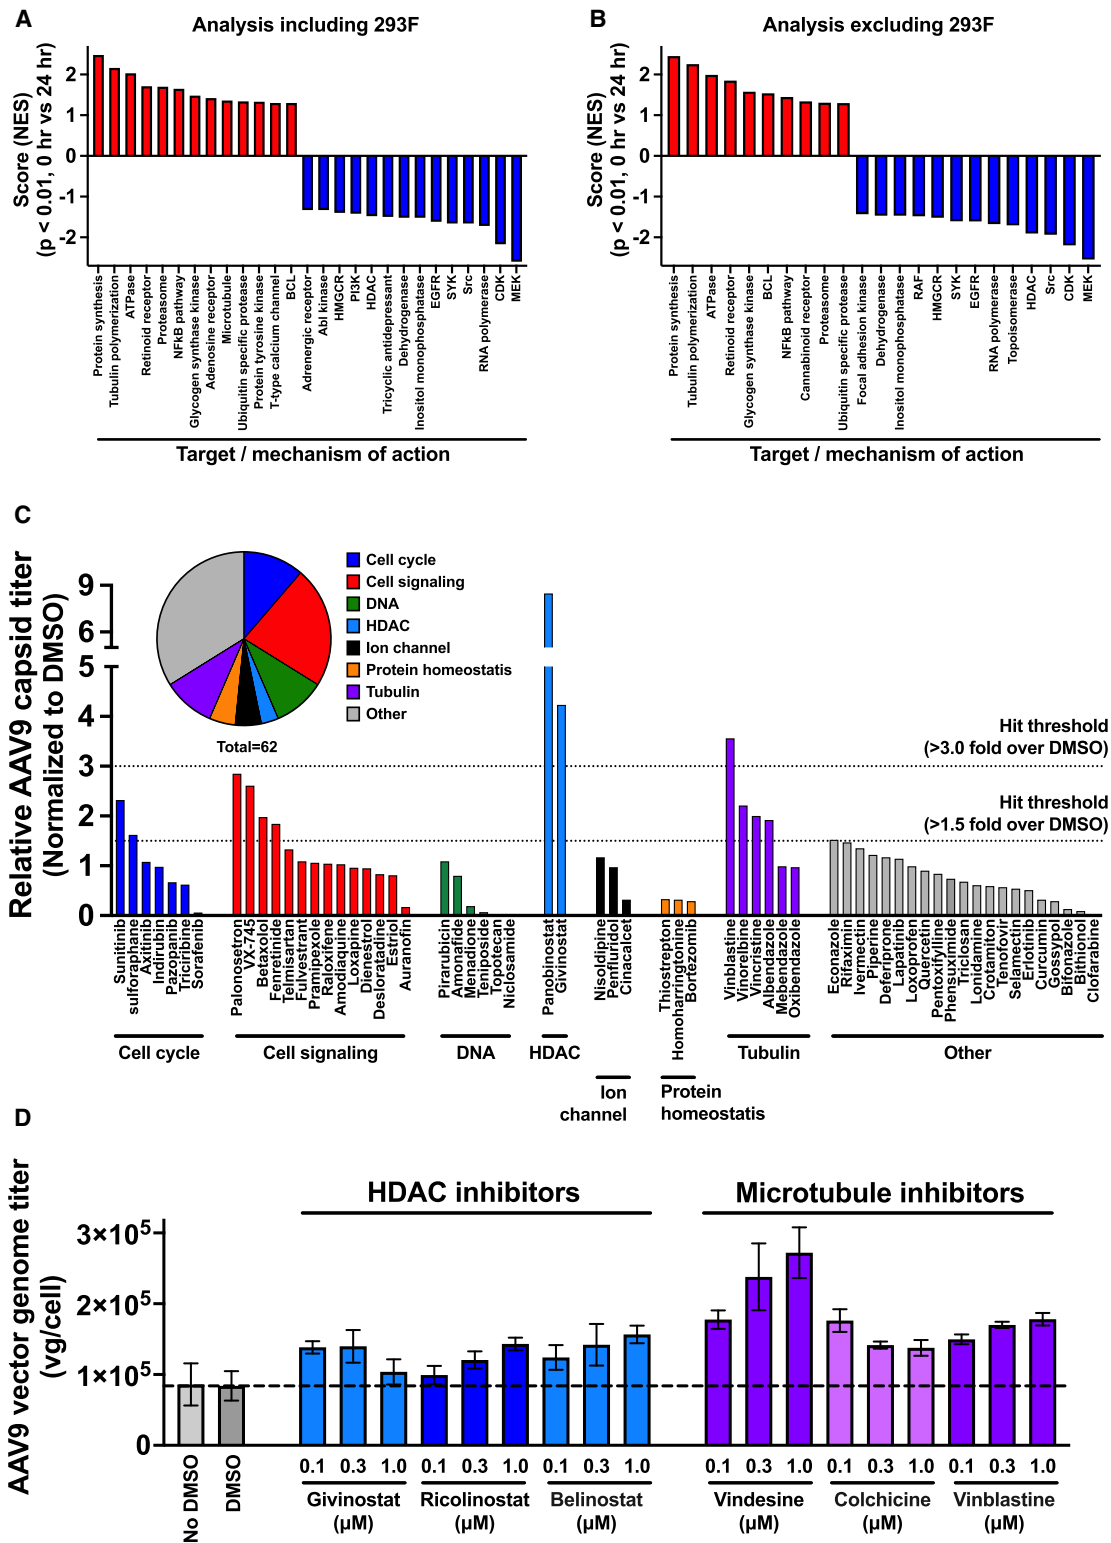 A
Analysis including 293F
Score (NES)
(p < 0.01, 0 hr vs 24 hr)
2
1
0
-1
-2
Protein synthesis
Tubulin polymerization
ATPase
Retinoid receptor
Proteasome
NFkB pathway
Glycogen synthase kinase
Adenosine receptor
Microtubule
Ubiquitin specific protease
Protein tyrosine kinase
T-type calcium channel
BCL
Adrenergic receptor
Abl kinase
HMGCR
PI3K
HDAC
Tricyclic antidepressant
Dehydrogenase
Inositol monophosphatase
EGFR
SYK
Src
RNA polymerase
CDK
MEK
Target / mechanism of action
B
Analysis excluding 293F
Score (NES)
(p < 0.01, 0 hr vs 24 hr)
2
1
0
-1
-2
Protein synthesis
Tubulin polymerization
ATPase
Retinoid receptor
Glycogen synthase kinase
BCL
NFkB pathway
Cannabinoid receptor
Proteasome
Ubiquitin specific protease
Focal adhesion kinase
Dehydrogenase
Inositol monophosphatase
RAF
HMGCR
SYK
EGFR
RNA polymerase
Topoisomerase
HDAC
Src
CDK
MEK
Target / mechanism of action
C
Relative AAV9 capsid titer
(Normalized to DMSO)
9
6
5
4
3
2
1
0
Total=62
Cell cycle
Cell signaling
DNA
HDAC
Ion channel
Protein homeostatis
Tubulin
Other
Hit threshold
(>3.0 fold over DMSO)
Hit threshold
(>1.5 fold over DMSO)
Sunitinib
sulforaphane
Axitinib
Indirubin
Pazopanib
Triciribine
Sorafenib
Palonosetron
VX-745
Betaxolol
Fenretinide
Telmisartan
Fulvestrant
Pramipexole
Raloxifene
Amodiaquine
Loxapine
Dienestrol
Desloratadine
Estriol
Auranofin
Pirarubicin
Amonafide
Menadione
Teniposide
Topotecan
Niclosamide
Panobinostat
Givinostat
Nisoldipine
Penfluridol
Cinacalcet
Thiostrepton
Homoharringtonine
Bortezomib
Vinblastine
Vinorelbine
Vincristine
Albendazole
Mebendazole
Oxibendazole
Econazole
Rifaximin
Ivermectin
Piperine
Deferiprone
Lapatinib
Loxoprofen
Quercetin
Pentoxifylline
Phensuximide
Triclosan
Lonidamine
Crotamiton
Tenofovir
Selamectin
Erlotinib
Curcumin
Gossypol
Bifonazole
Bithionol
Clofarabine
Cell cycle
Cell signaling
DNA
HDAC
Ion
channel
Protein
homeostatis
Tubulin
Other
D
AAV9 vector genome titer
(vg/cell)
3×10⁵
2×10⁵
1×10⁵
0
HDAC inhibitors
Microtubule inhibitors
No DMSO
DMSO
0.1 0.3 1.0 0.1 0.3 1.0 0.1 0.3 1.0 0.1 0.3 1.0 0.1 0.3 1.0 0.1 0.3 1.0
Givinostat Ricolinostat Belinostat Vindesine Colchicine Vinblastine
(µM) (µM) (µM) (µM) (µM) (µM)